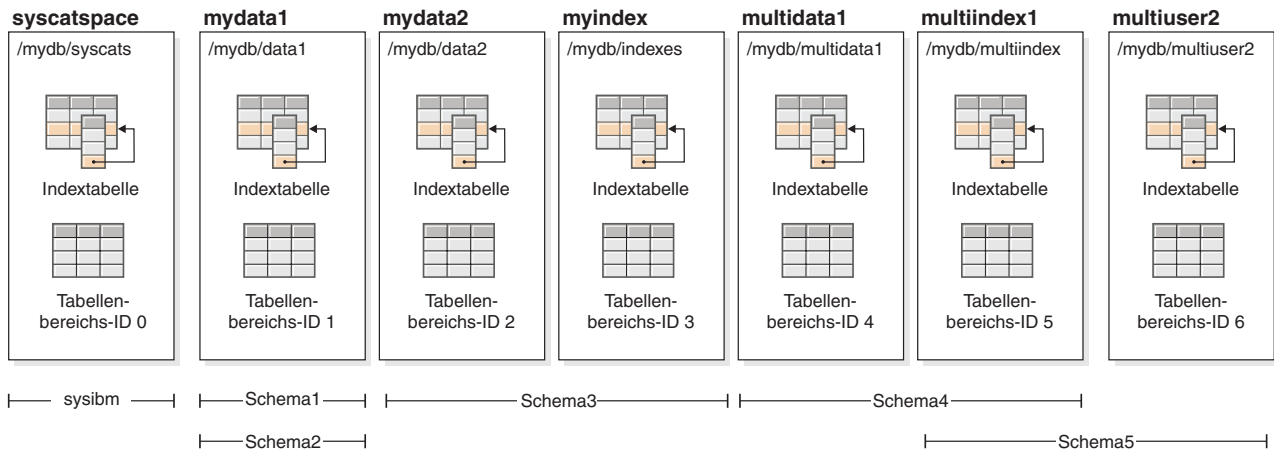 syscatspace
mydata1
mydata2
myindex
multidata1
multiindex1
multiuser2
/mydb/syscats
/mydb/data1
/mydb/data2
/mydb/indexes
/mydb/multidata1
/mydb/multiindex
/mydb/multiuser2
Indextabelle
Indextabelle
Indextabelle
Indextabelle
Indextabelle
Indextabelle
Indextabelle
Tabellen-
bereichs-ID 0
Tabellen-
bereichs-ID 1
Tabellen-
bereichs-ID 2
Tabellen-
bereichs-ID 3
Tabellen-
bereichs-ID 4
Tabellen-
bereichs-ID 5
Tabellen-
bereichs-ID 6
sysibm
Schema1
Schema3
Schema4
Schema2
Schema5